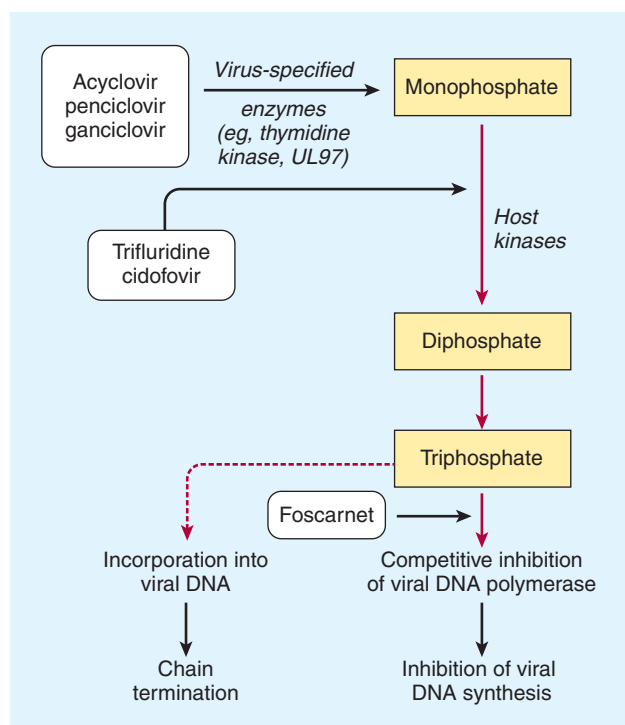 Acyclovir
penciclovir
ganciclovir
Virus-specified
enzymes
(eg, thymidine
kinase, UL97)
Monophosphate
Trifluridine
cidofovir
Host
kinases
Diphosphate
Triphosphate
Foscarnet
Incorporation into
viral DNA
Competitive inhibition
of viral DNA polymerase
Chain
termination
Inhibition of viral
DNA synthesis